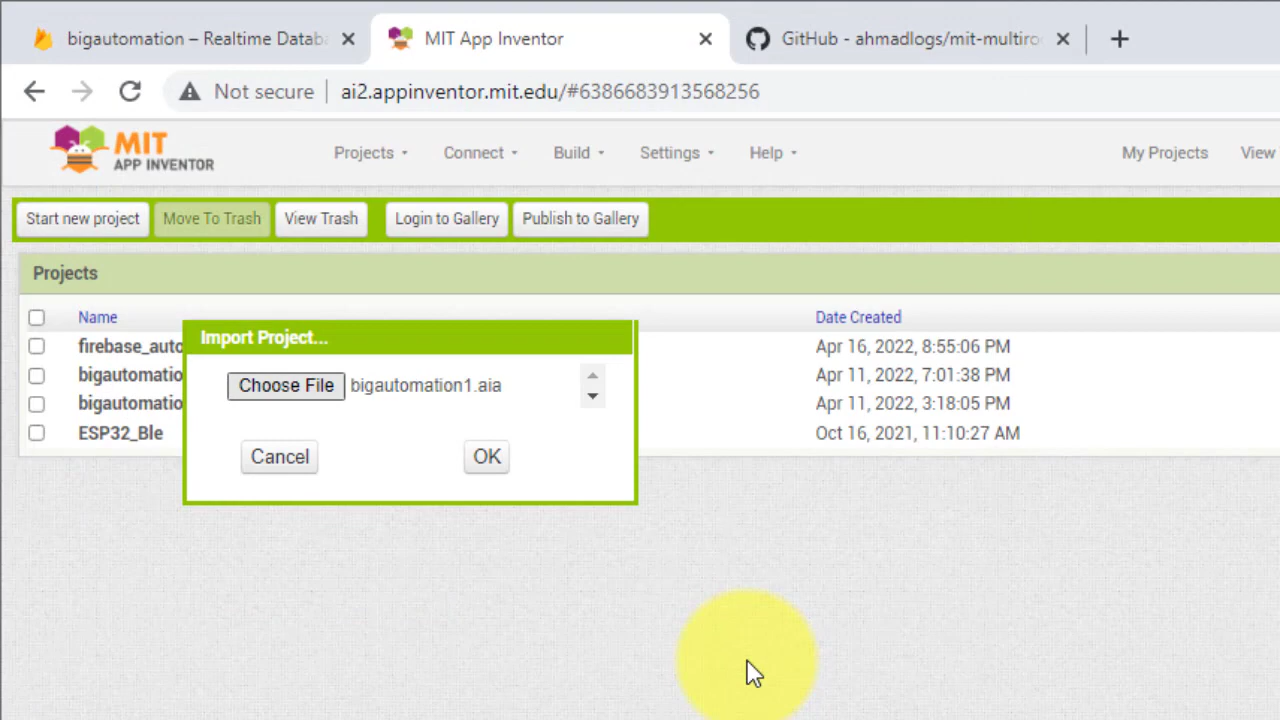 bigautomation – Realtime Databa
MIT App Inventor
GitHub - ahmadlogs/mit-multiroo
Not secure
ai2.appinventor.mit.edu/#6386683913568256
MIT
APP INVENTOR
Projects
Connect
Build
Settings
Help
My Projects
View
Start new project
Move To Trash
View Trash
Login to Gallery
Publish to Gallery
Projects
Name
Date Created
Import Project...
firebase_auto
Apr 16, 2022, 8:55:06 PM
bigautomatio
Apr 11, 2022, 7:01:38 PM
bigautomatio
Apr 11, 2022, 3:18:05 PM
ESP32_Ble
Oct 16, 2021, 11:10:27 AM
Choose File
bigautomation1.aia
Cancel
OK